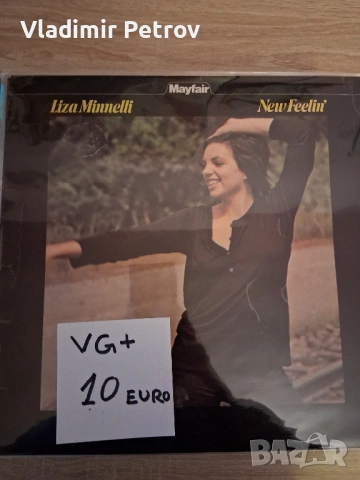 Vladimir Petrov
Mayfair
Liza Minnelli
New Feelin'
VG+
10 EURO
BAZAR